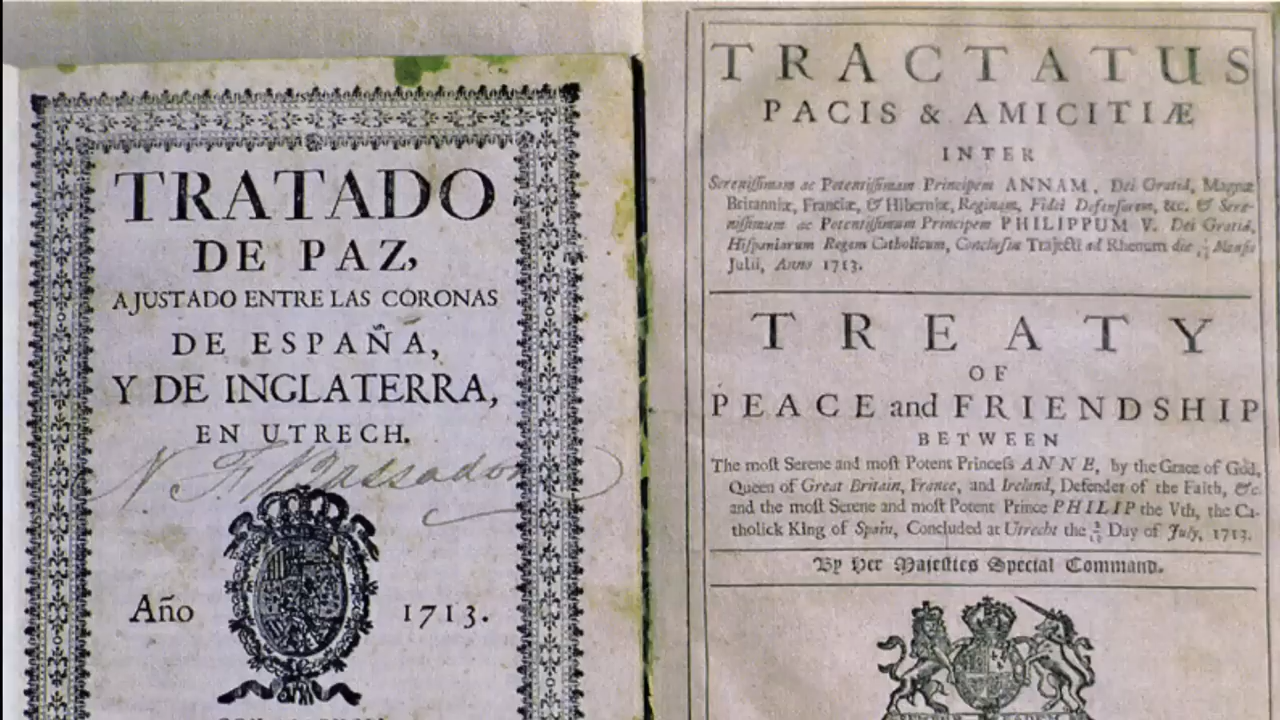 TRATADO
DE PAZ,
AJUSTADO ENTRE LAS CORONAS
DE ESPAÑA,
Y DE INGLATERRA,
EN UTRECH.
Año 1713.
TRACTATUS
PACIS & AMICITIÆ
INTER
Sereniſſimam ac Potentiſſimam Principem ANNAM, Dei Gratiâ, Magnæ
Britanniæ, Franciæ, & Hiberniæ, Reginam, Fidei Defenſorem, &c. & Sere-
niſſimum ac Potentiſſimum Principem PHILIPPUM V. Dei Gratiâ,
Hiſpaniarum Regem Catholicum, Concluſus Trajecti ad Rhenum die Menſis
Julii, Anno 1713.
TREATY
OF
PEACE and FRIENDSHIP
BETWEEN
The moſt Serene and moſt Potent Princeſs ANNE, by the Grace of God,
Queen of Great Britain, France, and Ireland, Defender of the Faith, &c.
and the moſt Serene and moſt Potent Prince PHILIP the Vth, the Ca-
tholick King of Spain, Concluded at Utrecht the Day of July, 1713.
By Her Majeſties Special Command.